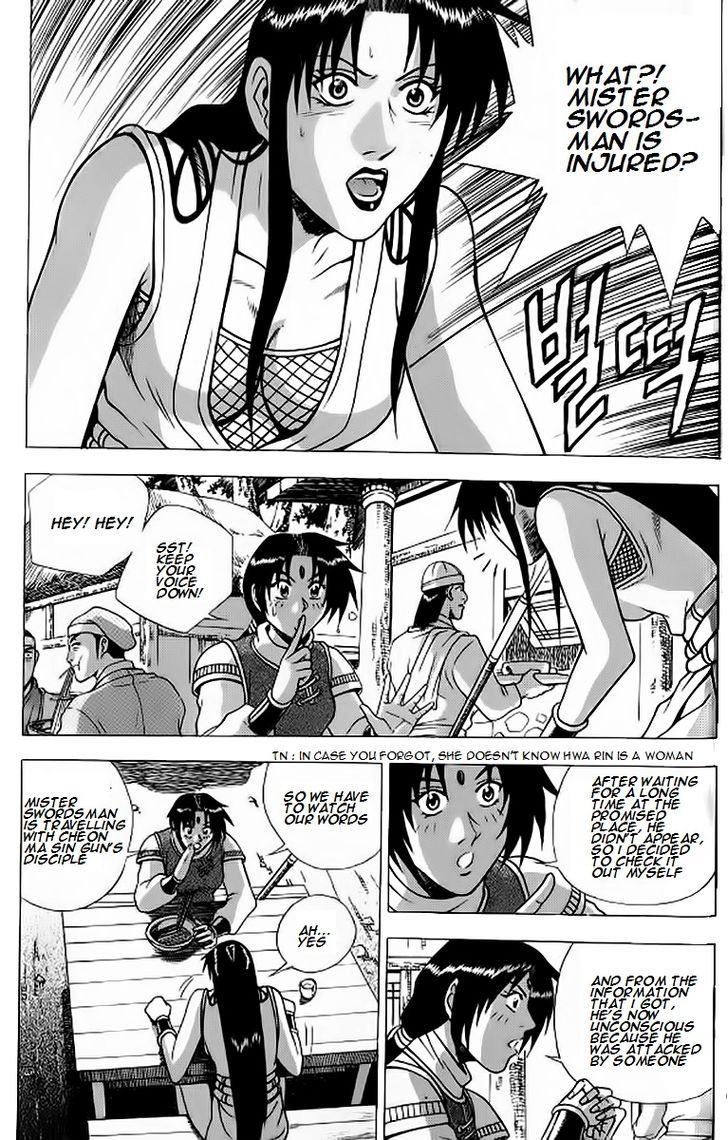 WHAT?!
MISTER
SWORDS-
MAN IS
INJURED?
벌떡
HEY! HEY!
SST!
KEEP
YOUR
VOICE
DOWN!
TN : IN CASE YOU FORGOT, SHE DOESN'T KNOW HWA RIN IS A WOMAN
MISTER
SWORDSMAN
IS TRAVELLING
WITH CHEON
MA SIN GUN'S
DISCIPLE
SO WE HAVE
TO WATCH
OUR WORDS
AH...
YES
AFTER WAITING
FOR A LONG
TIME AT THE
PROMISED
PLACE, HE
DIDN'T APPEAR,
SO I DECIDED
TO CHECK IT
OUT MYSELF
AND FROM THE
INFORMATION
THAT I GOT,
HE'S NOW
UNCONSCIOUS
BECAUSE HE
WAS ATTACKED
BY SOMEONE